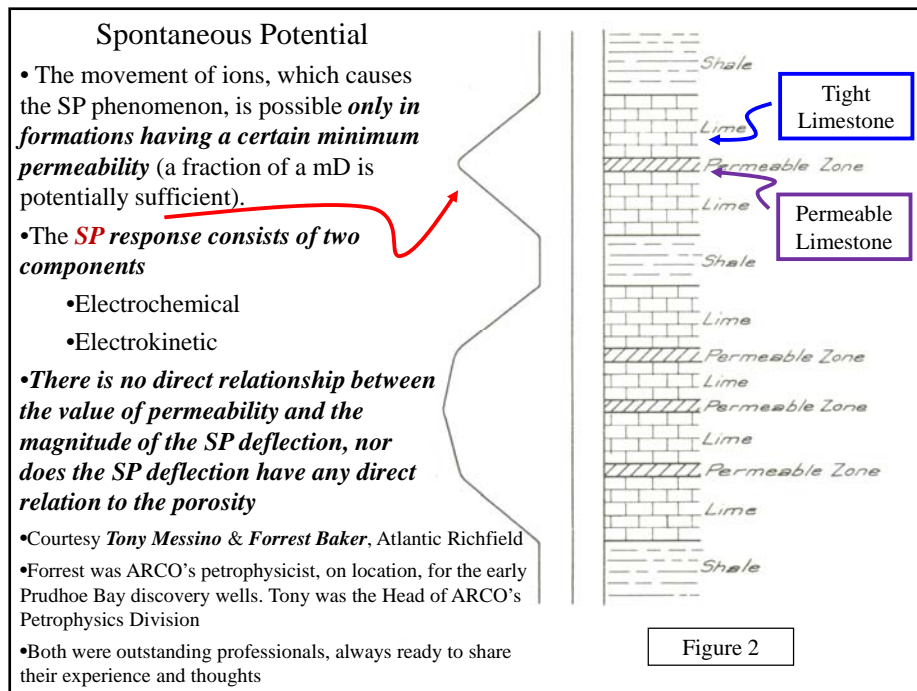 Spontaneous Potential
• The movement of ions, which causes
the SP phenomenon, is possible only in
formations having a certain minimum
permeability (a fraction of a mD is
potentially sufficient).
•The SP response consists of two
components
•Electrochemical
•Electrokinetic
•There is no direct relationship between
the value of permeability and the
magnitude of the SP deflection, nor
does the SP deflection have any direct
relation to the porosity
•Courtesy Tony Messino & Forrest Baker, Atlantic Richfield
•Forrest was ARCO's petrophysicist, on location, for the early
Prudhoe Bay discovery wells. Tony was the Head of ARCO's
Petrophysics Division
•Both were outstanding professionals, always ready to share
their experience and thoughts
Shale
Lime
Permeable Zone
Lime
Shale
Lime
Permeable Zone
Lime
Permeable Zone
Lime
Permeable Zone
Lime
Shale
Tight
Limestone
Permeable
Limestone
Figure 2